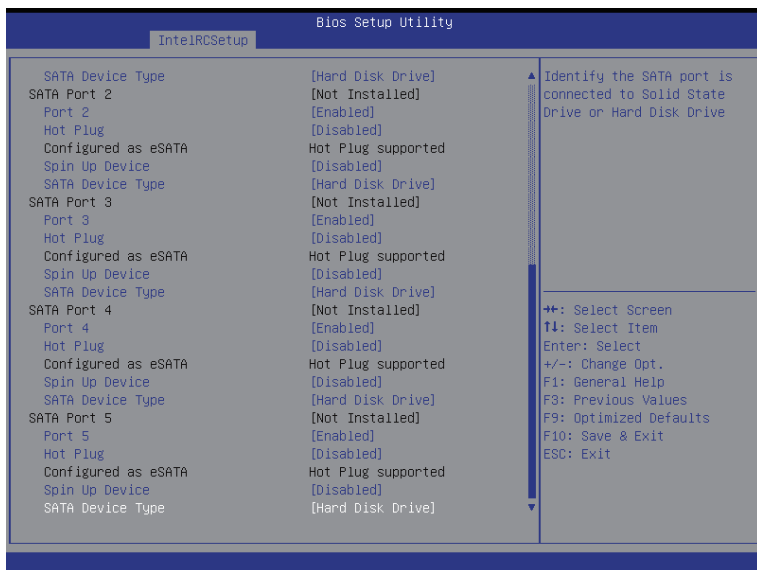 Bios Setup Utility
IntelRCSetup
SATA Device Type [Hard Disk Drive]
SATA Port 2 [Not Installed]
Port 2 [Enabled]
Hot Plug [Disabled]
Configured as eSATA Hot Plug supported
Spin Up Device [Disabled]
SATA Device Type [Hard Disk Drive]
SATA Port 3 [Not Installed]
Port 3 [Enabled]
Hot Plug [Disabled]
Configured as eSATA Hot Plug supported
Spin Up Device [Disabled]
SATA Device Type [Hard Disk Drive]
SATA Port 4 [Not Installed]
Port 4 [Enabled]
Hot Plug [Disabled]
Configured as eSATA Hot Plug supported
Spin Up Device [Disabled]
SATA Device Type [Hard Disk Drive]
SATA Port 5 [Not Installed]
Port 5 [Enabled]
Hot Plug [Disabled]
Configured as eSATA Hot Plug supported
Spin Up Device [Disabled]
SATA Device Type [Hard Disk Drive]
Identify the SATA port is
connected to Solid State
Drive or Hard Disk Drive
→←: Select Screen
↑↓: Select Item
Enter: Select
+/-: Change Opt.
F1: General Help
F3: Previous Values
F9: Optimized Defaults
F10: Save & Exit
ESC: Exit